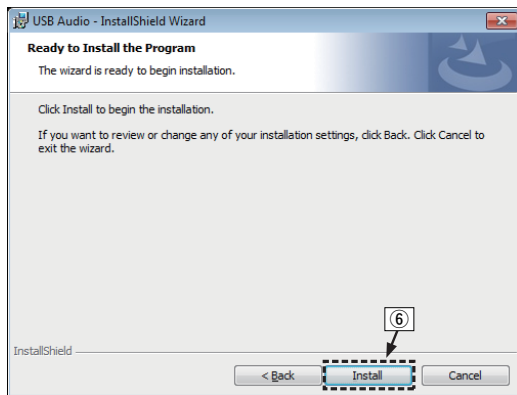 USB Audio - InstallShield Wizard
Ready to Install the Program
The wizard is ready to begin installation.
Click Install to begin the installation.
If you want to review or change any of your installation settings, click Back. Click Cancel to
exit the wizard.
⑥
InstallShield
< Back Install Cancel